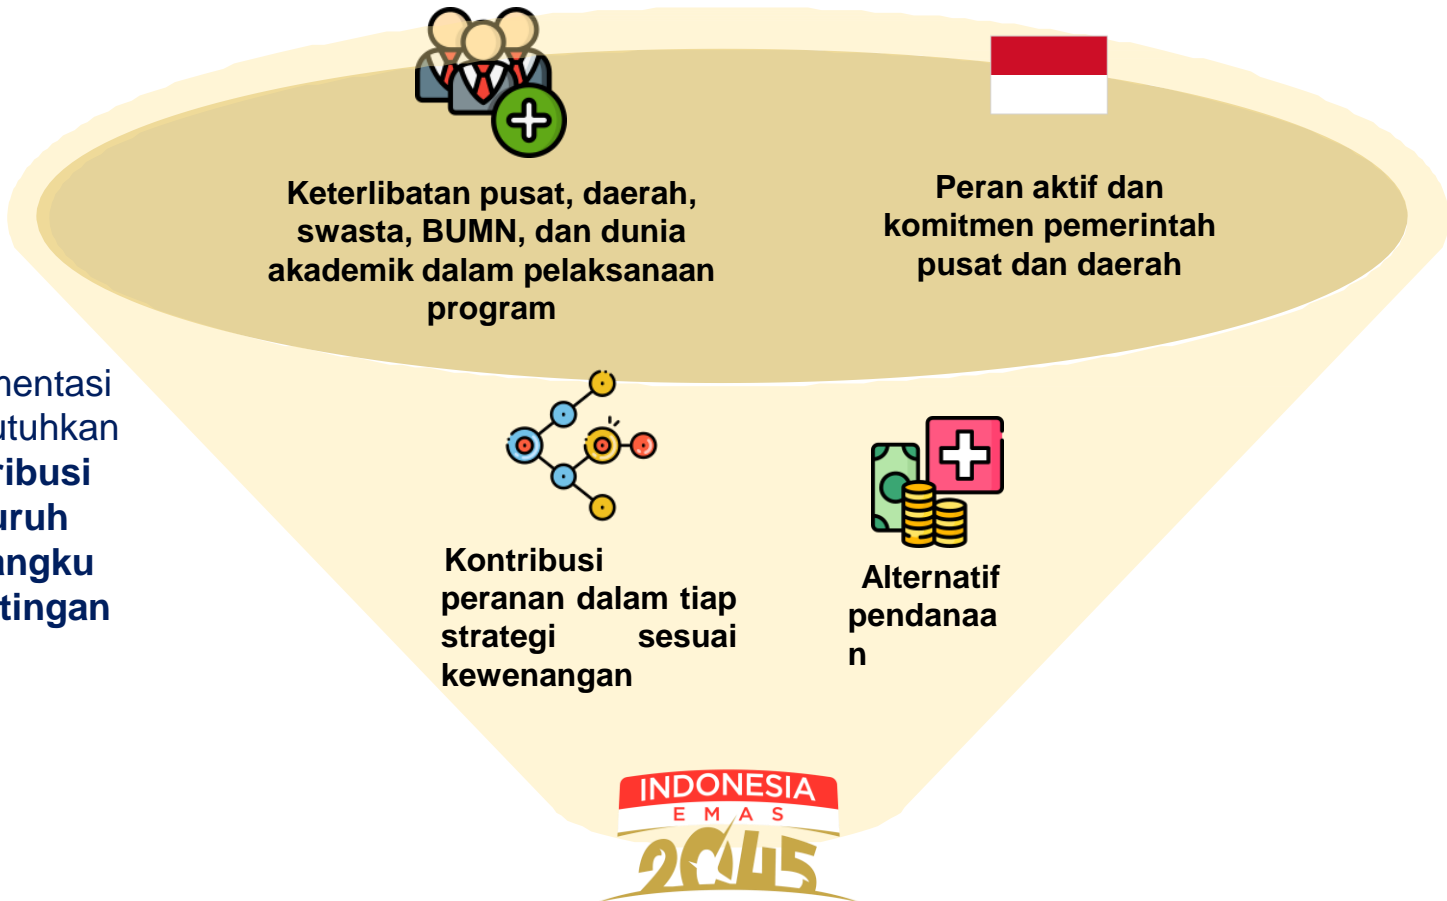 Keterlibatan pusat, daerah,
swasta, BUMN, dan dunia
akademik dalam pelaksanaan
program
Peran aktif dan
komitmen pemerintah
pusat dan daerah
Kontribusi
peranan dalam tiap
strategi sesuai
kewenangan
Alternatif
pendanaa
n
INDONESIA
EMAS
2045